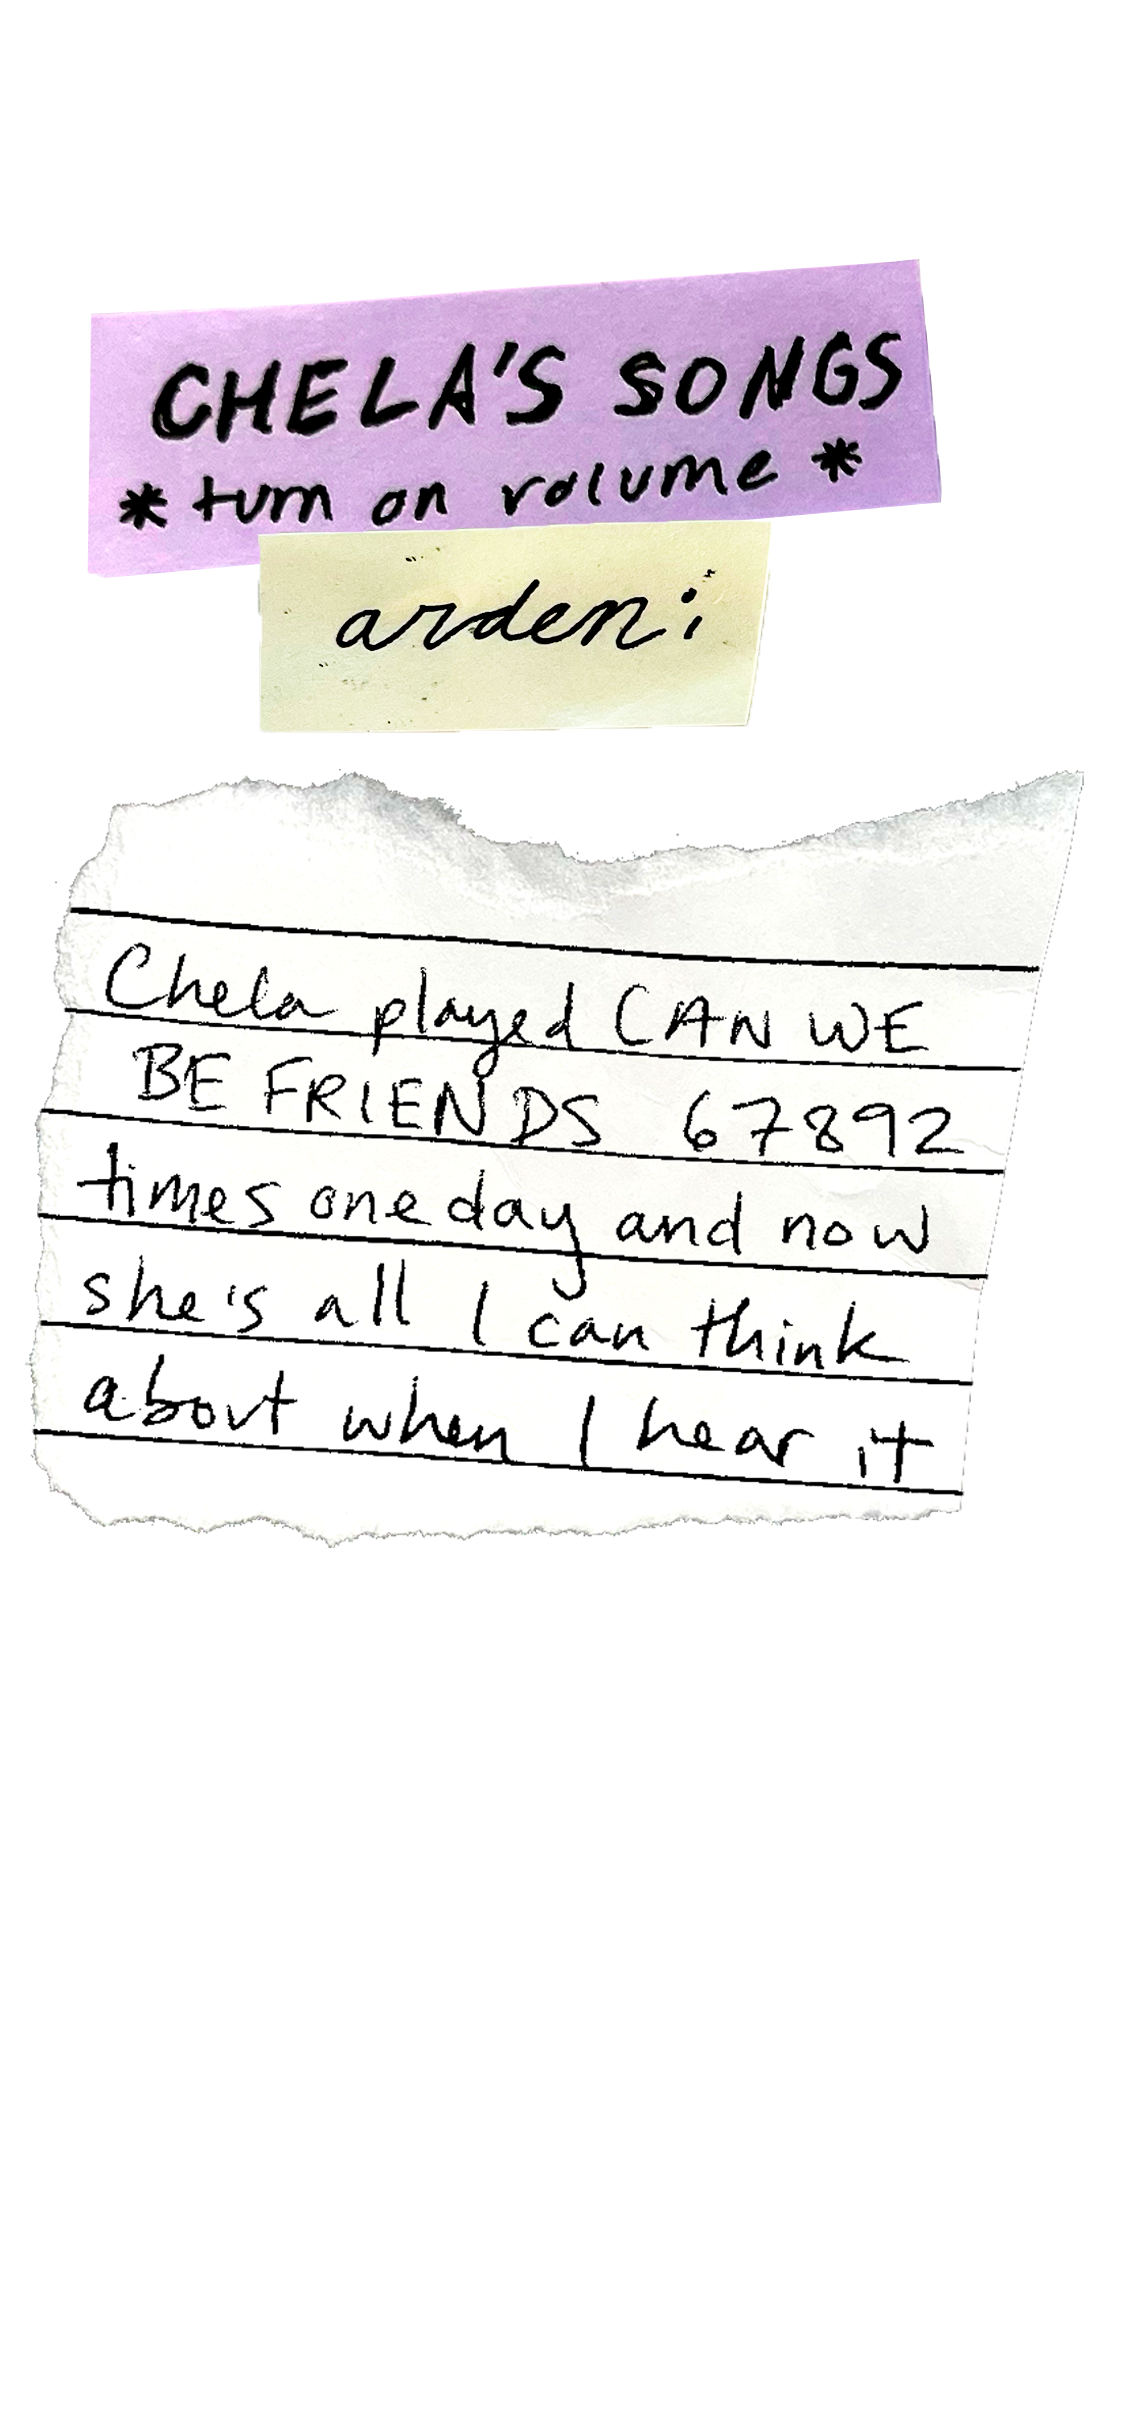 CHELA'S SONGS
* turn on volume *
arden:
Chela played CAN WE
BE FRIENDS 67892
times one day and now
she's all I can think
about when I hear it